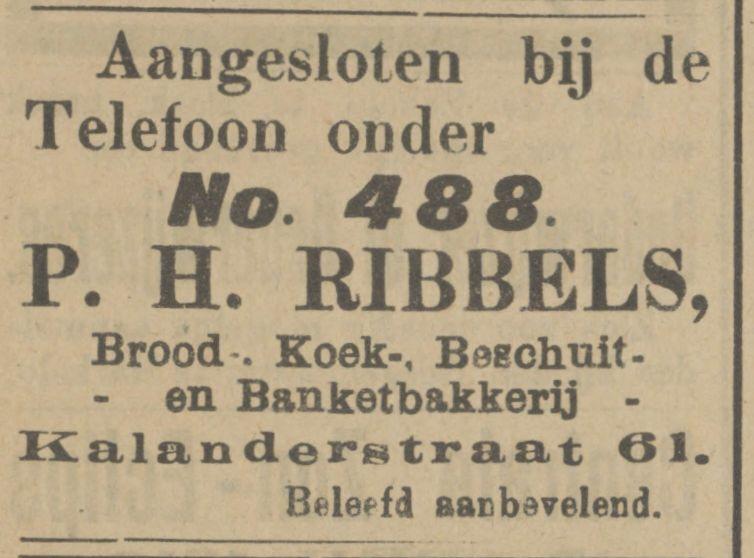 Aangesloten bij de
Telefoon onder
No. 488.
P. H. RIBBELS,
Brood-. Koek-, Beschuit-
- en Banketbakkerij -
Kalanderstraat 61.
Beleefd aanbevelend.